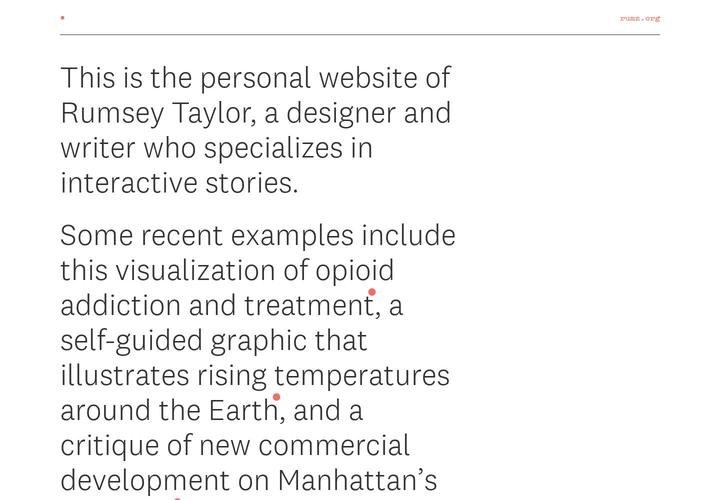 rumz.org
This is the personal website of
Rumsey Taylor, a designer and
writer who specializes in
interactive stories.
Some recent examples include
this visualization of opioid
addiction and treatment, a
self-guided graphic that
illustrates rising temperatures
around the Earth, and a
critique of new commercial
development on Manhattan’s